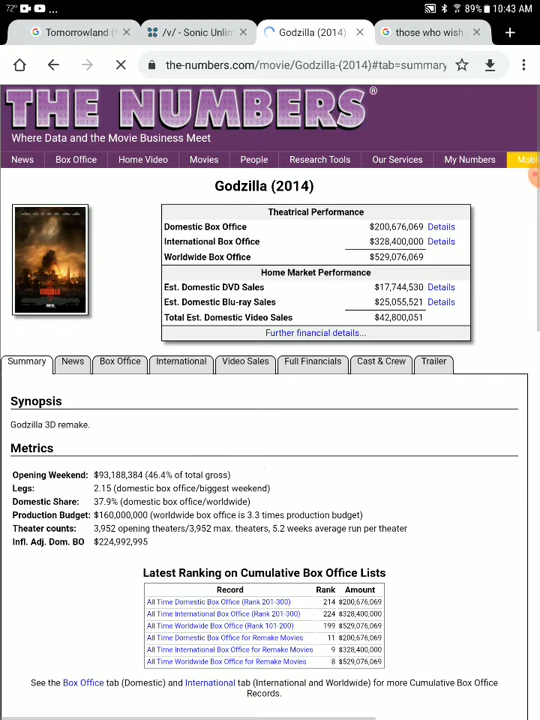 72° 89% 10:43 AM
Tomorrowland ( /v/ - Sonic Unlim Godzilla (2014) those who wish
the-numbers.com/movie/Godzilla-(2014)#tab=summary
THE NUMBERS®
Where Data and the Movie Business Meet
News Box Office Home Video Movies People Research Tools Our Services My Numbers Mobi
Godzilla (2014)
Theatrical Performance
Domestic Box Office $200,676,069 Details
International Box Office $328,400,000 Details
Worldwide Box Office $529,076,069
Home Market Performance
Est. Domestic DVD Sales $17,744,530 Details
Est. Domestic Blu-ray Sales $25,055,521 Details
Total Est. Domestic Video Sales $42,800,051
Further financial details...
Summary News Box Office International Video Sales Full Financials Cast & Crew Trailer
Synopsis
Godzilla 3D remake.
Metrics
Opening Weekend: $93,188,384 (46.4% of total gross)
Legs: 2.15 (domestic box office/biggest weekend)
Domestic Share: 37.9% (domestic box office/worldwide)
Production Budget: $160,000,000 (worldwide box office is 3.3 times production budget)
Theater counts: 3,952 opening theaters/3,952 max. theaters, 5.2 weeks average run per theater
Infl. Adj. Dom. BO $224,992,995
Latest Ranking on Cumulative Box Office Lists
Record Rank Amount
All Time Domestic Box Office (Rank 201-300) 214 $200,676,069
All Time International Box Office (Rank 201-300) 224 $328,400,000
All Time Worldwide Box Office (Rank 101-200) 199 $529,076,069
All Time Domestic Box Office for Remake Movies 11 $200,676,069
All Time International Box Office for Remake Movies 9 $328,400,000
All Time Worldwide Box Office for Remake Movies 8 $529,076,069
See the Box Office tab (Domestic) and International tab (International and Worldwide) for more Cumulative Box Office
Records.